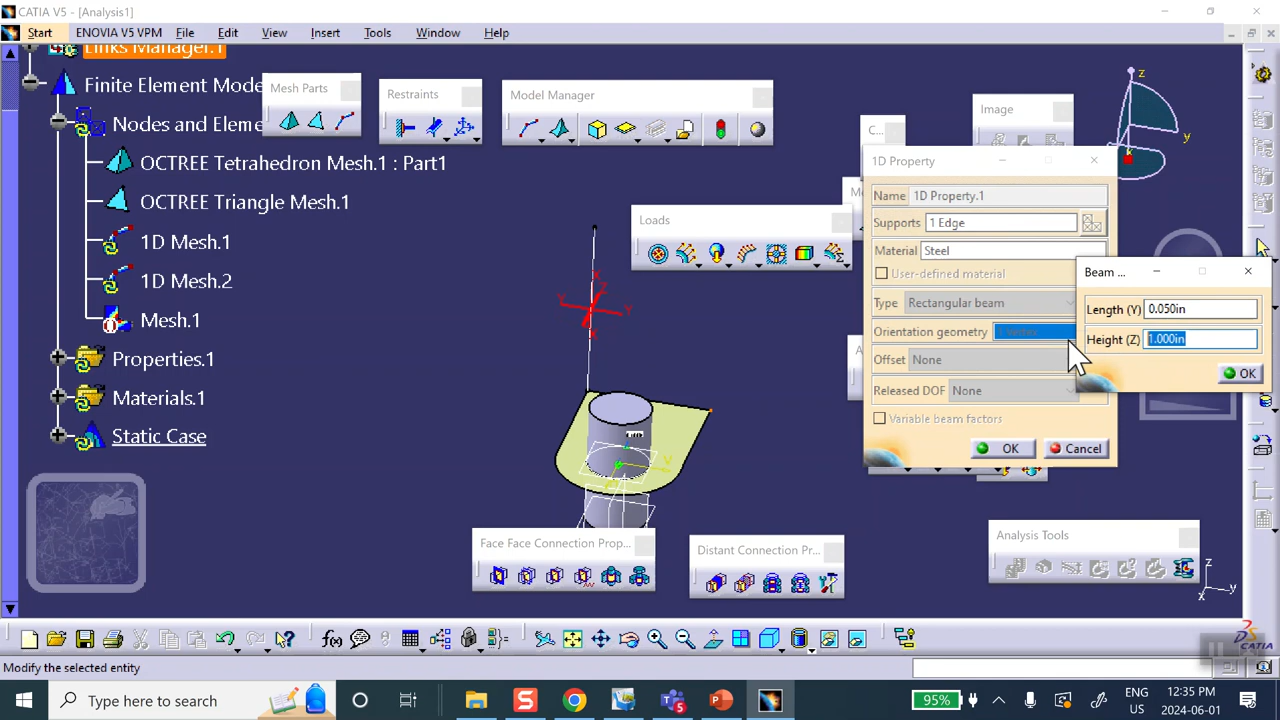 CATIA V5 - [Analysis1]
Start ENOVIA V5 VPM File Edit View Insert Tools Window Help
Links Manager.1
Finite Element Mode
Nodes and Eleme
OCTREE Tetrahedron Mesh.1 : Part1
OCTREE Triangle Mesh.1
1D Mesh.1
1D Mesh.2
Mesh.1
Properties.1
Materials.1
Static Case
Mesh Parts
Restraints
Model Manager
Image
C...
Loads
1D Property
Name 1D Property.1
Supports 1 Edge
Material Steel
User-defined material
Type Rectangular beam
Orientation geometry 1 Vertex
Offset None
Released DOF None
Variable beam factors
OK Cancel
Beam ...
Length (Y) 0.050in
Height (Z) 1.000in
OK
z
y
X
Z
Y
Y
X
V
Face Face Connection Prop...
Distant Connection Pr...
Analysis Tools
z
x
y
Modify the selected entity
Type here to search
95%
ENG
US
12:35 PM
2024-06-01